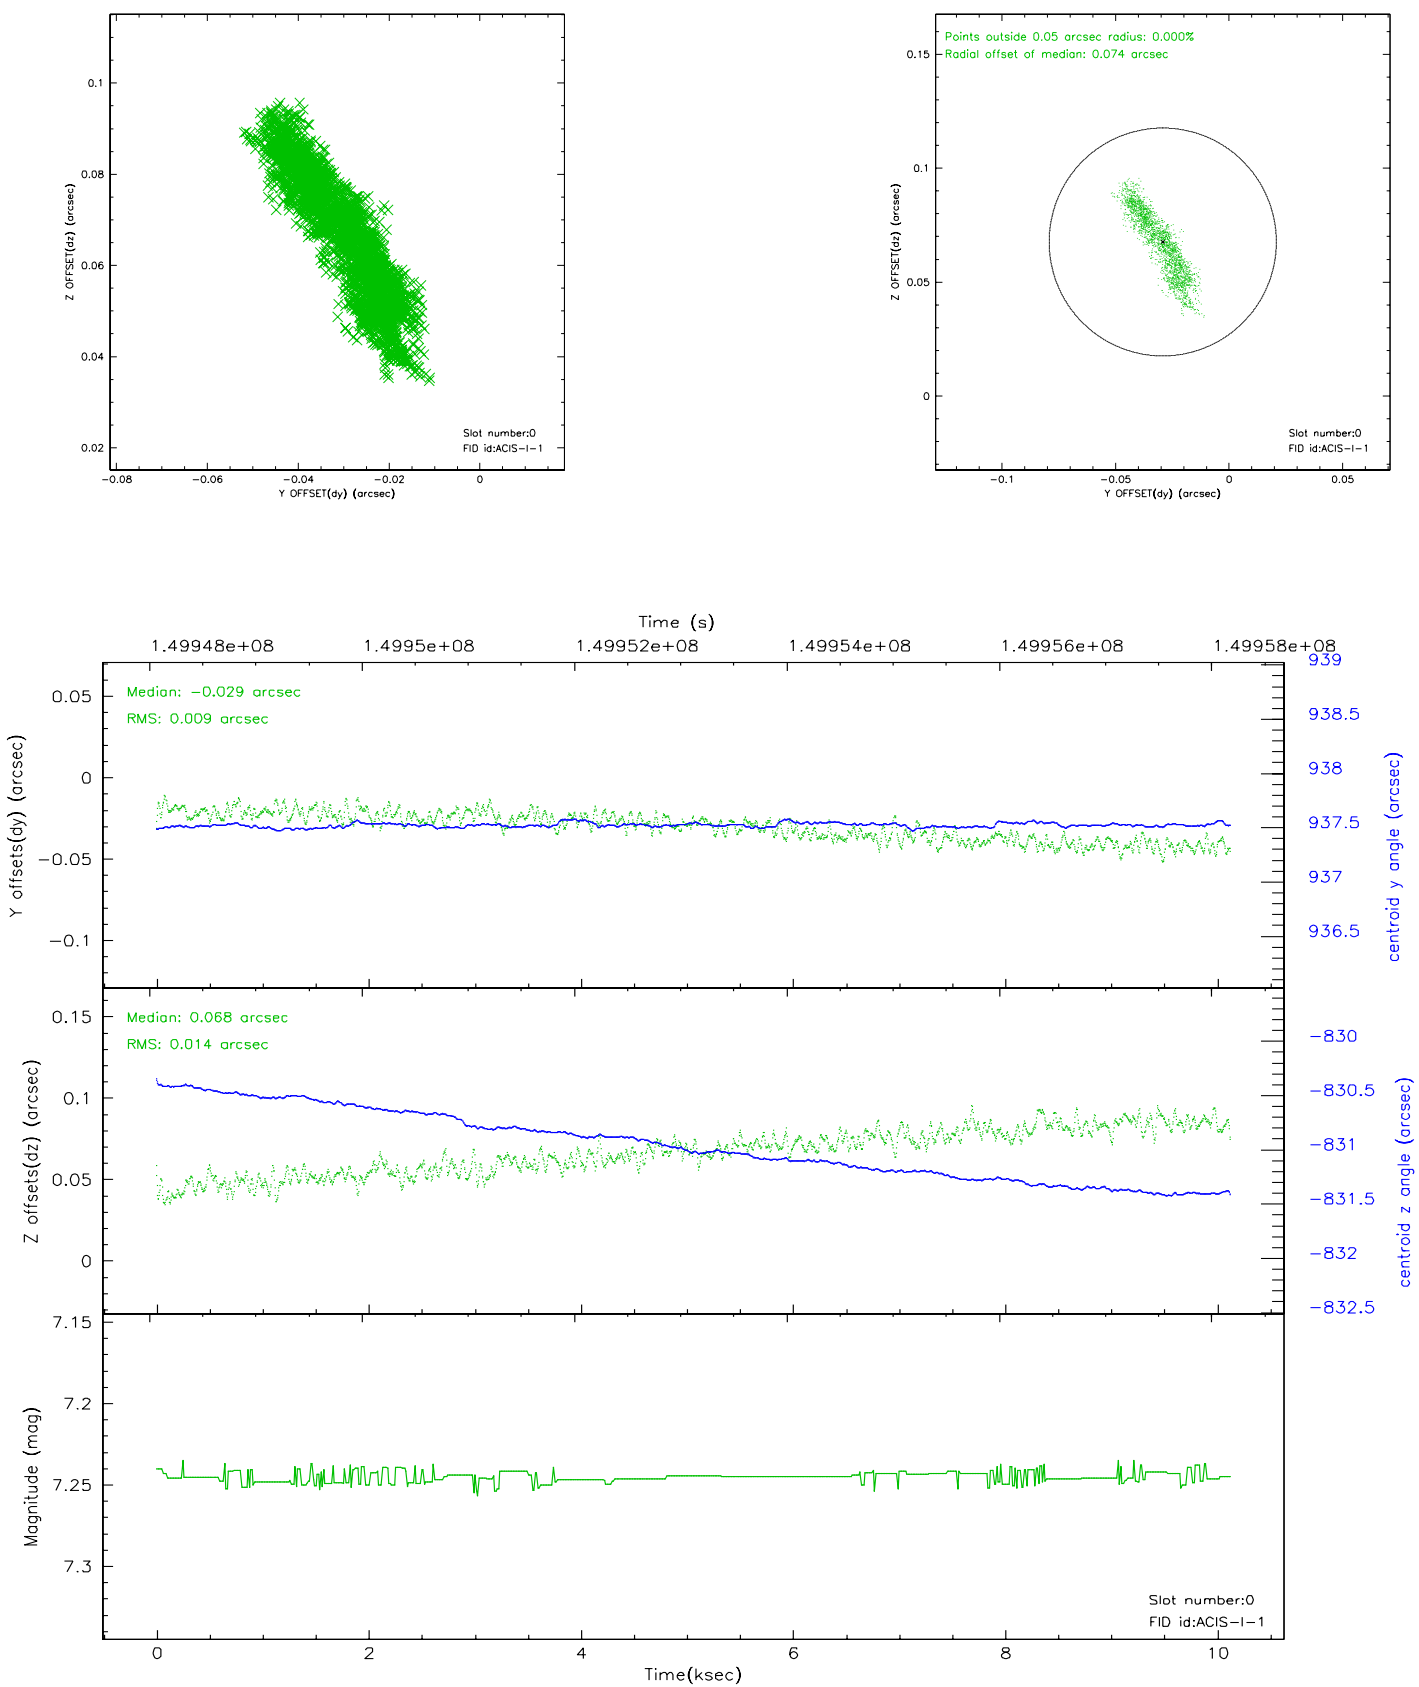 0.1
0.08
0.06
0.04
0.02
Z OFFSET(dz) (arcsec)
Slot number:0
FID id:ACIS-I-1
-0.08
-0.06
-0.04
-0.02
0
Y OFFSET(dy) (arcsec)
Points outside 0.05 arcsec radius: 0.000%
Radial offset of median: 0.074 arcsec
0.15
0.1
0.05
0
Z OFFSET(dz) (arcsec)
Slot number:0
FID id:ACIS-I-1
-0.1
-0.05
0
0.05
Y OFFSET(dy) (arcsec)
Time (s)
1.49948e+08
1.4995e+08
1.49952e+08
1.49954e+08
1.49956e+08
1.49958e+08
Median: -0.029 arcsec
RMS: 0.009 arcsec
0.05
0
-0.05
-0.1
Y offsets(dy) (arcsec)
939
938.5
938
937.5
937
936.5
centroid y angle (arcsec)
Median: 0.068 arcsec
RMS: 0.014 arcsec
0.15
0.1
0.05
0
Z offsets(dz) (arcsec)
-830
-830.5
-831
-831.5
-832
-832.5
centroid z angle (arcsec)
7.15
7.2
7.25
7.3
Magnitude (mag)
Slot number:0
FID id:ACIS-I-1
0
2
4
6
8
10
Time(ksec)